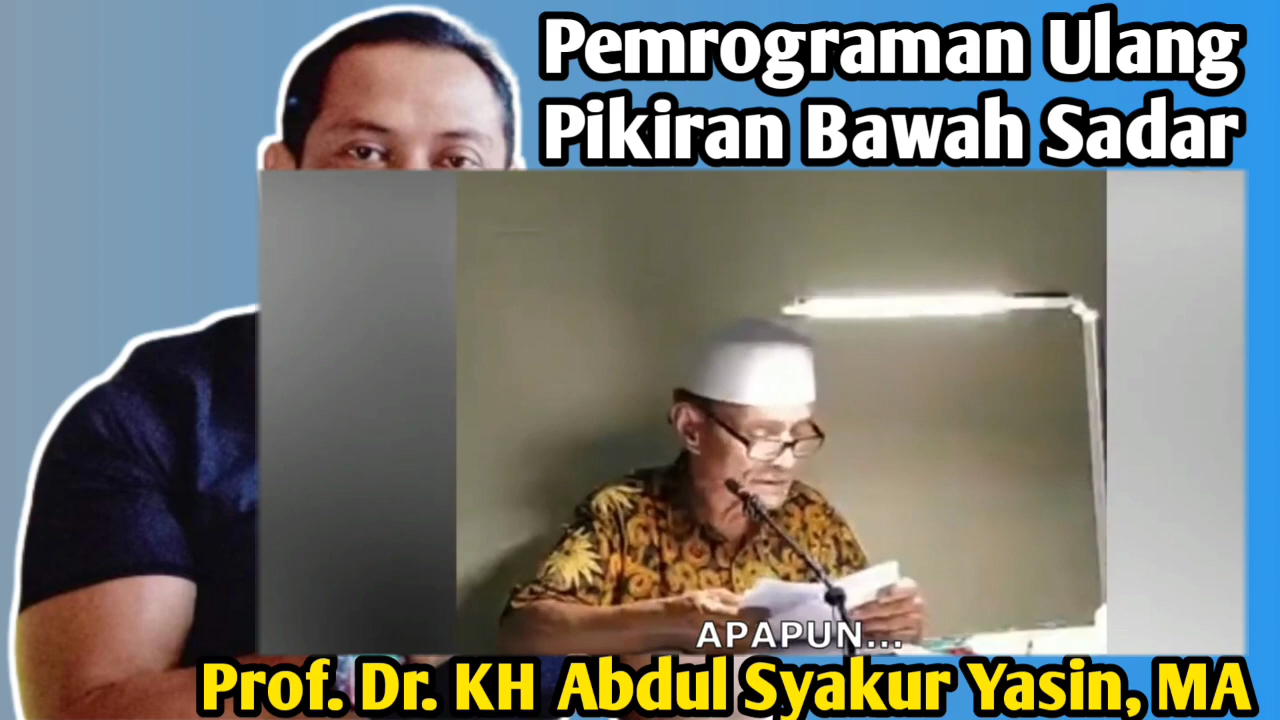 Pemrograman Ulang
Pikiran Bawah Sadar
APAPUN...
Prof. Dr. KH Abdul Syakur Yasin, MA